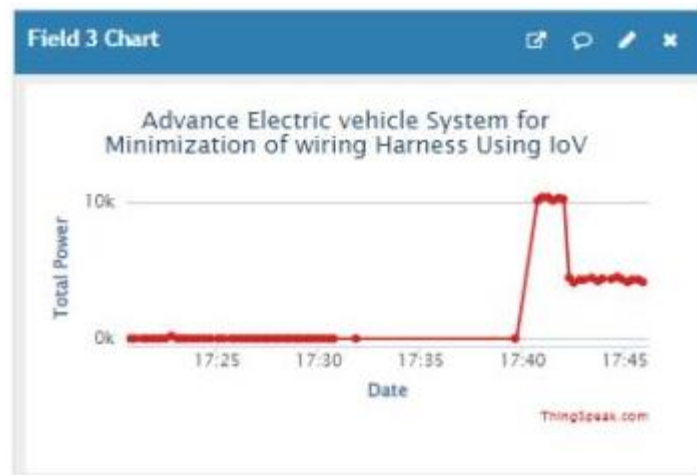 Field 3 Chart
Advance Electric vehicle System for
Minimization of wiring Harness Using IoV
Total Power
10k
0k
17:25
17:30
17:35
17:40
17:45
Date
ThingSpeak.com